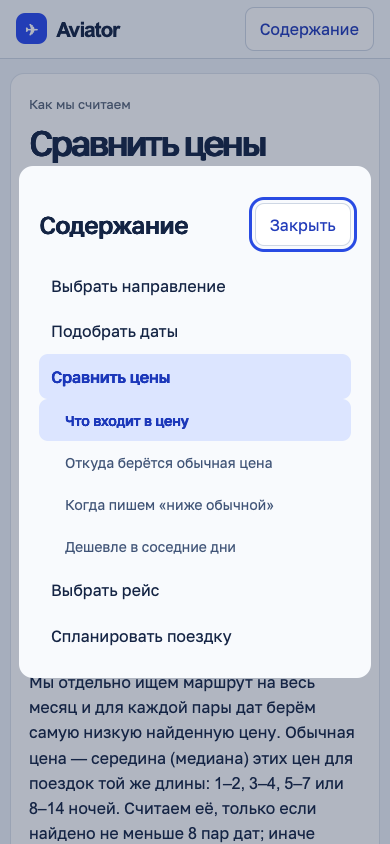 Aviator
Содержание
Как мы считаем
Сравнить цены
Содержание
Закрыть
Выбрать направление
Подобрать даты
Сравнить цены
Что входит в цену
Откуда берётся обычная цена
Когда пишем «ниже обычной»
Дешевле в соседние дни
Выбрать рейс
Спланировать поездку
Мы отдельно ищем маршрут на весь
месяц и для каждой пары дат берём
самую низкую найденную цену. Обычная
цена — середина (медиана) этих цен для
поездок той же длины: 1–2, 3–4, 5–7 или
8–14 ночей. Считаем её, только если
найдено не меньше 8 пар дат; иначе